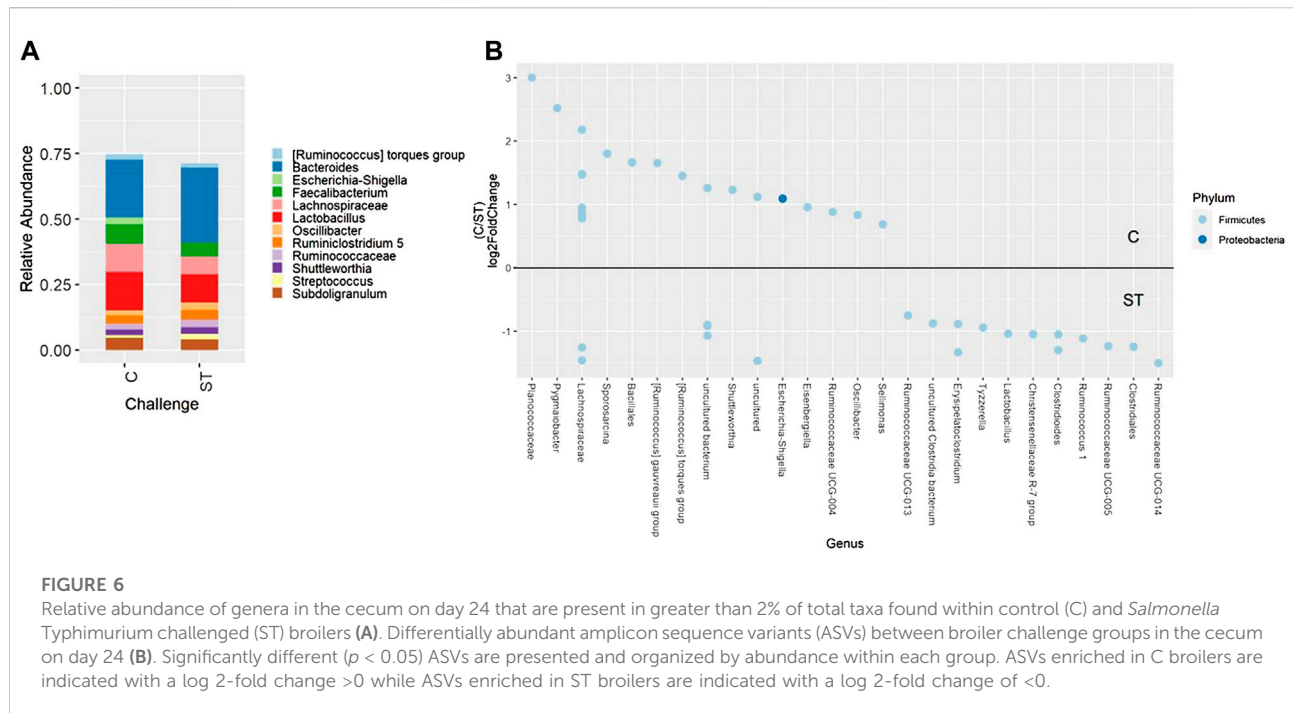 A
1.00
0.75
0.50
0.25
0.00
Relative Abundance
C
ST
Challenge
[Ruminococcus] torques group
Bacteroides
Escherichia-Shigella
Faecalibacterium
Lachnospiraceae
Lactobacillus
Oscillibacter
Ruminiclostridium 5
Ruminococcaceae
Shuttleworthia
Streptococcus
Subdoligranulum
B
3
2
1
0
-1
(C/ST)
log2FoldChange
C
ST
Planococcaceae
Pygmaiobacter
Lachnospiraceae
Sporosarcina
Bacillales
[Ruminococcus] gauvreauii group
[Ruminococcus] torques group
uncultured bacterium
Shuttleworthia
uncultured
Escherichia-Shigella
Eisenbergiella
Ruminococcaceae UCG-004
Oscillibacter
Sellimonas
Ruminococcaceae UCG-013
uncultured Clostridia bacterium
Erysipelatoclostridium
Tyzzerella
Lactobacillus
Christensenellaceae R-7 group
Clostridioides
Ruminococcus 1
Ruminococcaceae UCG-005
Clostridiales
Ruminococcaceae UCG-014
Genus
Phylum
Firmicutes
Proteobacteria
FIGURE 6
Relative abundance of genera in the cecum on day 24 that are present in greater than 2% of total taxa found within control (C) and Salmonella
Typhimurium challenged (ST) broilers (A). Differentially abundant amplicon sequence variants (ASVs) between broiler challenge groups in the cecum
on day 24 (B). Significantly different (p < 0.05) ASVs are presented and organized by abundance within each group. ASVs enriched in C broilers are
indicated with a log 2-fold change >0 while ASVs enriched in ST broilers are indicated with a log 2-fold change of <0.